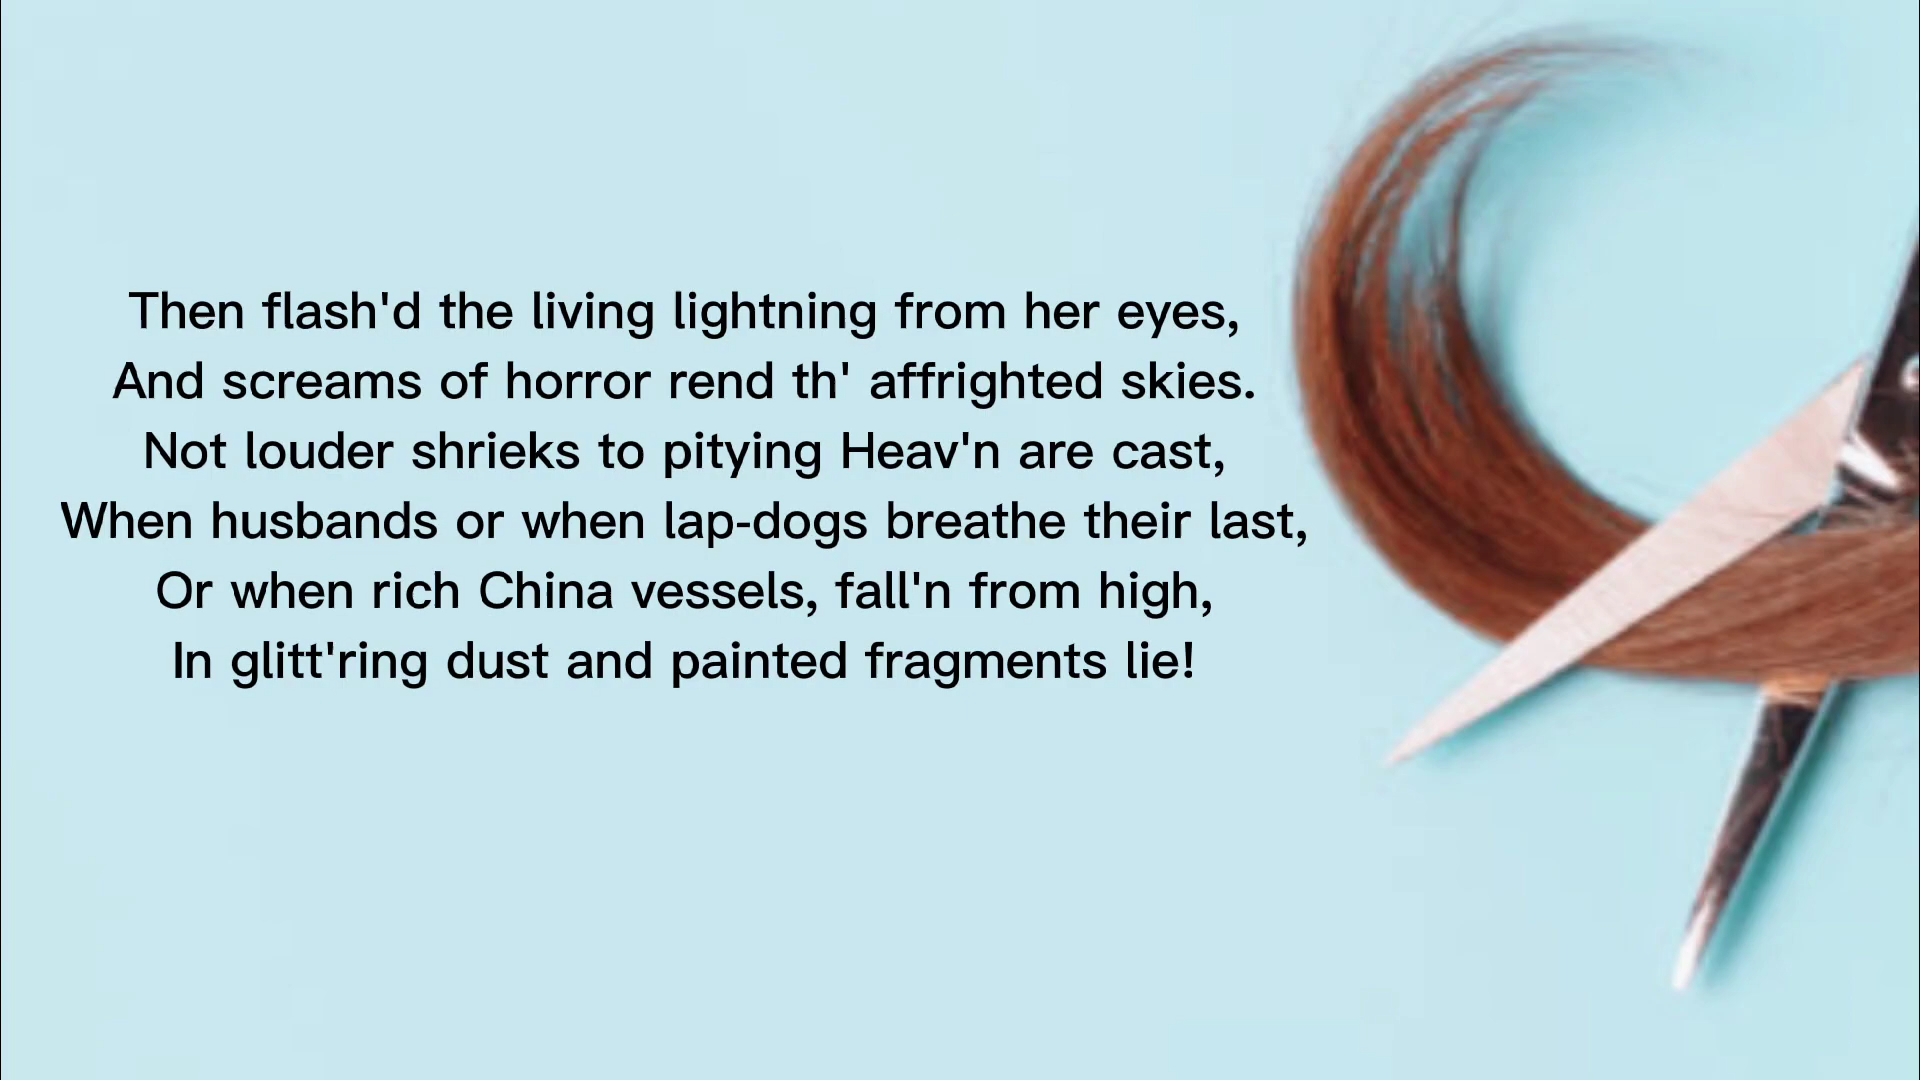 Then flash'd the living lightning from her eyes,
And screams of horror rend th' affrighted skies.
Not louder shrieks to pitying Heav'n are cast,
When husbands or when lap-dogs breathe their last,
Or when rich China vessels, fall'n from high,
In glitt'ring dust and painted fragments lie!